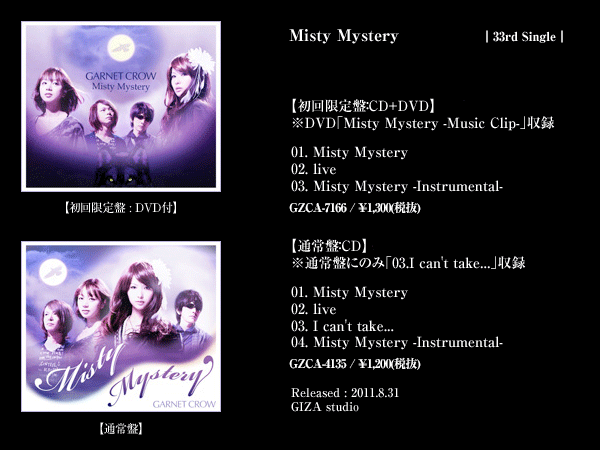 GARNET CROW
Misty Mystery
【初回限定盤 : DVD付】
Misty
Mystery
GARNET CROW
【通常盤】
Misty Mystery
| 33rd Single |
【初回限定盤:CD+DVD】
※DVD「Misty Mystery -Music Clip-」収録
01. Misty Mystery
02. live
03. Misty Mystery -Instrumental-
GZCA-7166 / ¥1,300(税抜)
【通常盤:CD】
※通常盤にのみ「03.I can't take...」収録
01. Misty Mystery
02. live
03. I can't take...
04. Misty Mystery -Instrumental-
GZCA-4135 / ¥1,200(税抜)
Released : 2011.8.31
GIZA studio